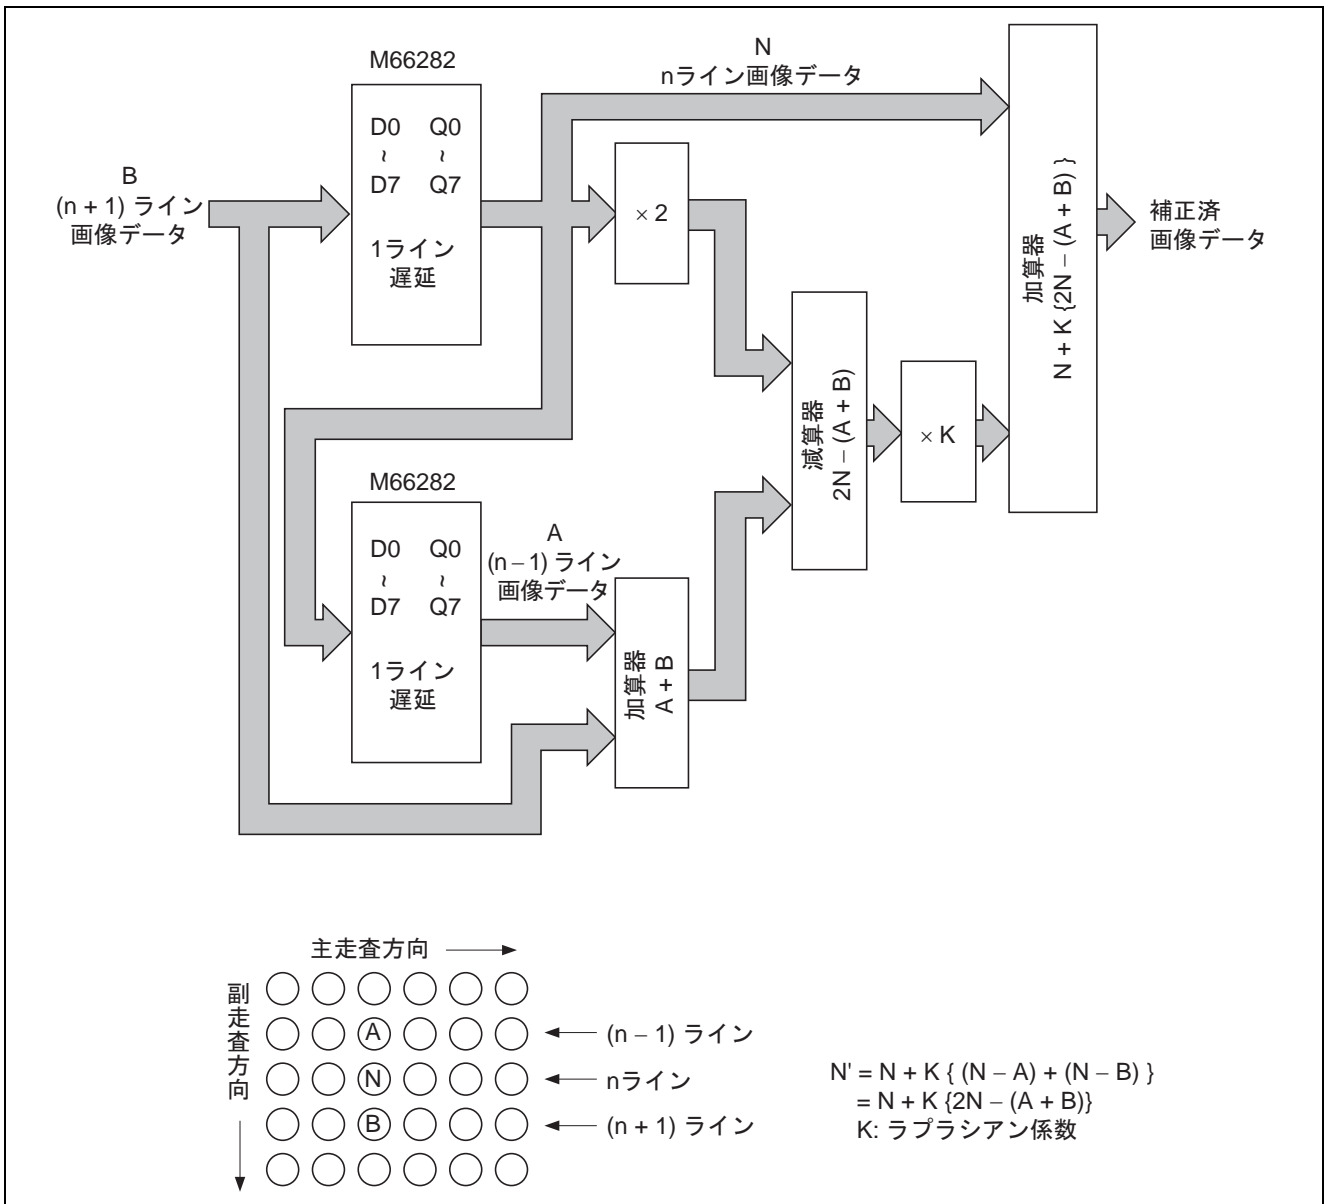 M66282
N
nライン画像データ
D0 Q0
~ ~
D7 Q7
1ライン
遅延
B
(n + 1) ライン
画像データ
× 2
加算器
N + K {2N − (A + B) }
補正済
画像データ
減算器
2N − (A + B)
× K
M66282
D0 Q0
~ ~
D7 Q7
1ライン
遅延
A
(n − 1) ライン
画像データ
加算器
A + B
主走査方向
副走査方向
A
(n − 1) ライン
N
nライン
B
(n + 1) ライン
N' = N + K { (N − A) + (N − B) }
= N + K {2N − (A + B)}
K: ラプラシアン係数